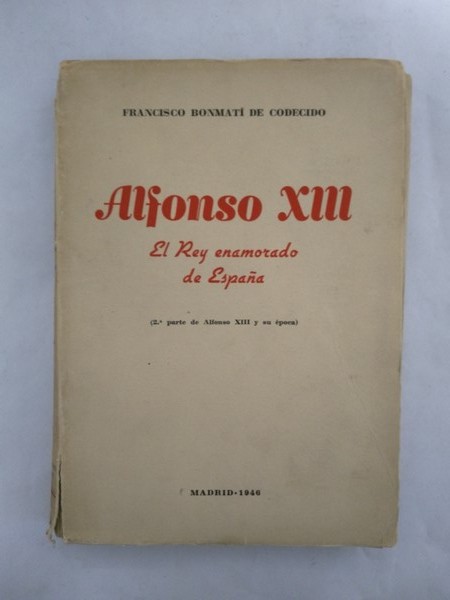 FRANCISCO BONMATÍ DE CODECIDO
Alfonso XIII
El Rey enamorado
de España
(2.ª parte de Alfonso XIII y su época)
MADRID-1946